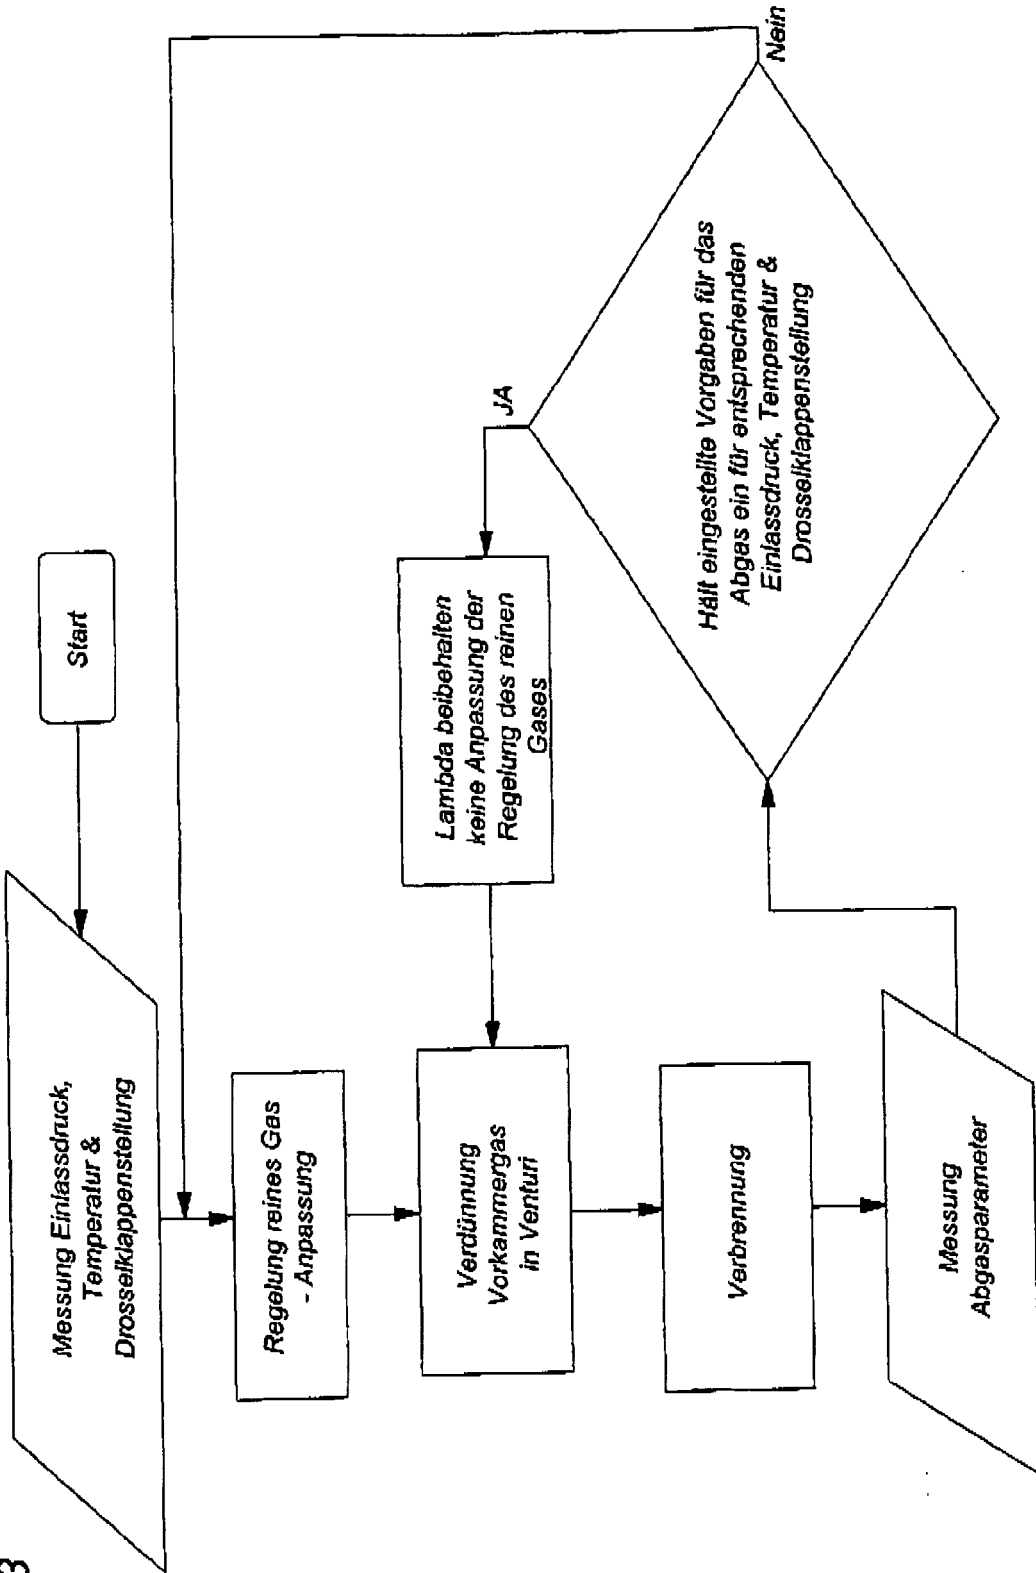 Start
Messung Einlassdruck,
Temperatur &
Drosselklappenstellung
Regelung reines Gas
- Anpassung
Verdünnung
Vorkammergas
in Venturi
Verbrennung
Messung
Abgasparameter
Hält eingestellte Vorgaben für das
Abgas ein für entsprechenden
Einlassdruck, Temperatur &
Drosselklappenstellung
JA
Nein
Lambda beibehalten
keine Anpassung der
Regelung des reinen
Gases